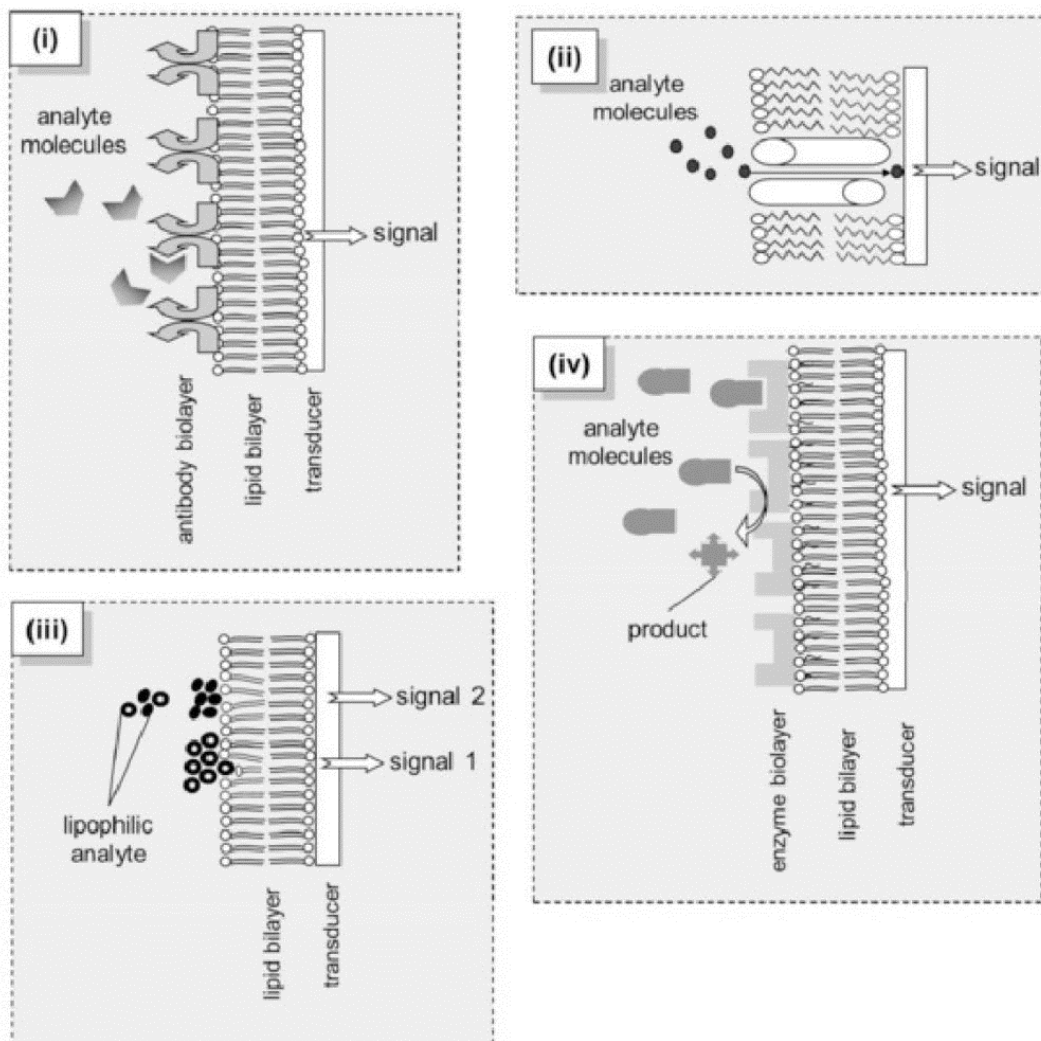 (i)
analyte
molecules
signal
antibody biolayer
lipid bilayer
transducer
(ii)
analyte
molecules
signal
(iii)
lipophilic
analyte
signal 2
signal 1
lipid bilayer
transducer
(iv)
analyte
molecules
signal
product
enzyme biolayer
lipid bilayer
transducer